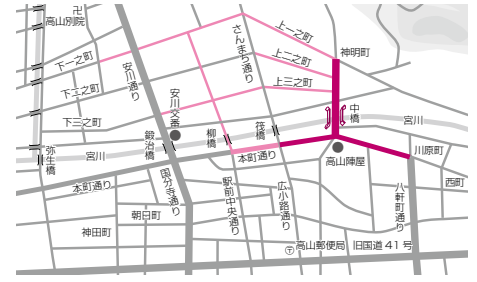 卍
高山別院
下一之町
下二之町
下三之町
安川通り
さんまち通り
上一之町
上二之町
上三之町
神明町
安川交番
鍛冶橋
柳橋
筏橋
中橋
宮川
弥生橋
宮川
本町通り
高山陣屋
川原町
西町
本町通り
国分寺通り
駅前中央通り
広小路通り
八軒町通り
朝日町
神田町
〒高山郵便局
旧国道41号